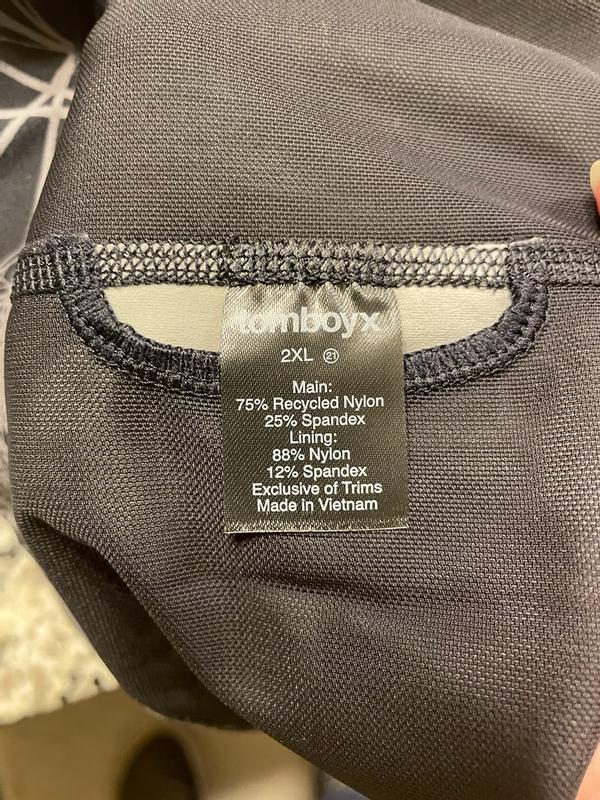 tomboyx
2XL ㉑
Main:
75% Recycled Nylon
25% Spandex
Lining:
88% Nylon
12% Spandex
Exclusive of Trims
Made in Vietnam